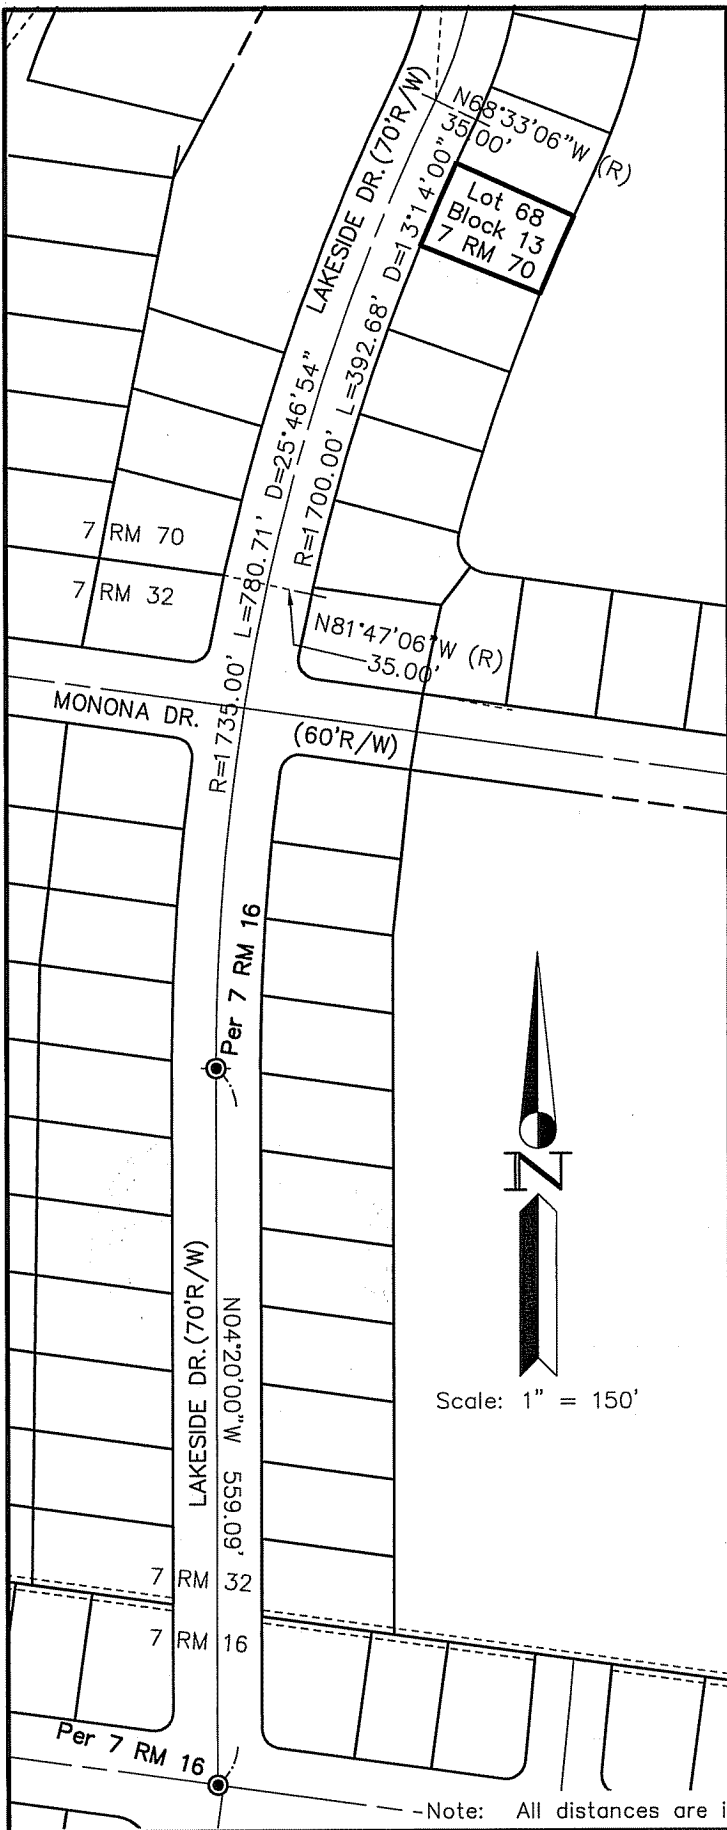 LAKESIDE DR. (70'R/W)
N68°33'06"W (R)
35.00'
Lot 68
Block 13
7 RM 70
R=1700.00' L=392.68' D=13°14'00"
R=1735.00' L=780.71' D=25°46'54"
7 RM 70
7 RM 32
N81°47'06"W (R)
35.00'
MONONA DR.
(60'R/W)
Per 7 RM 16
N
Scale: 1" = 150'
LAKESIDE DR.(70'R/W)
N04°20'00"W 559.09'
7 RM 32
7 RM 16
Per 7 RM 16
Note: All distances are i